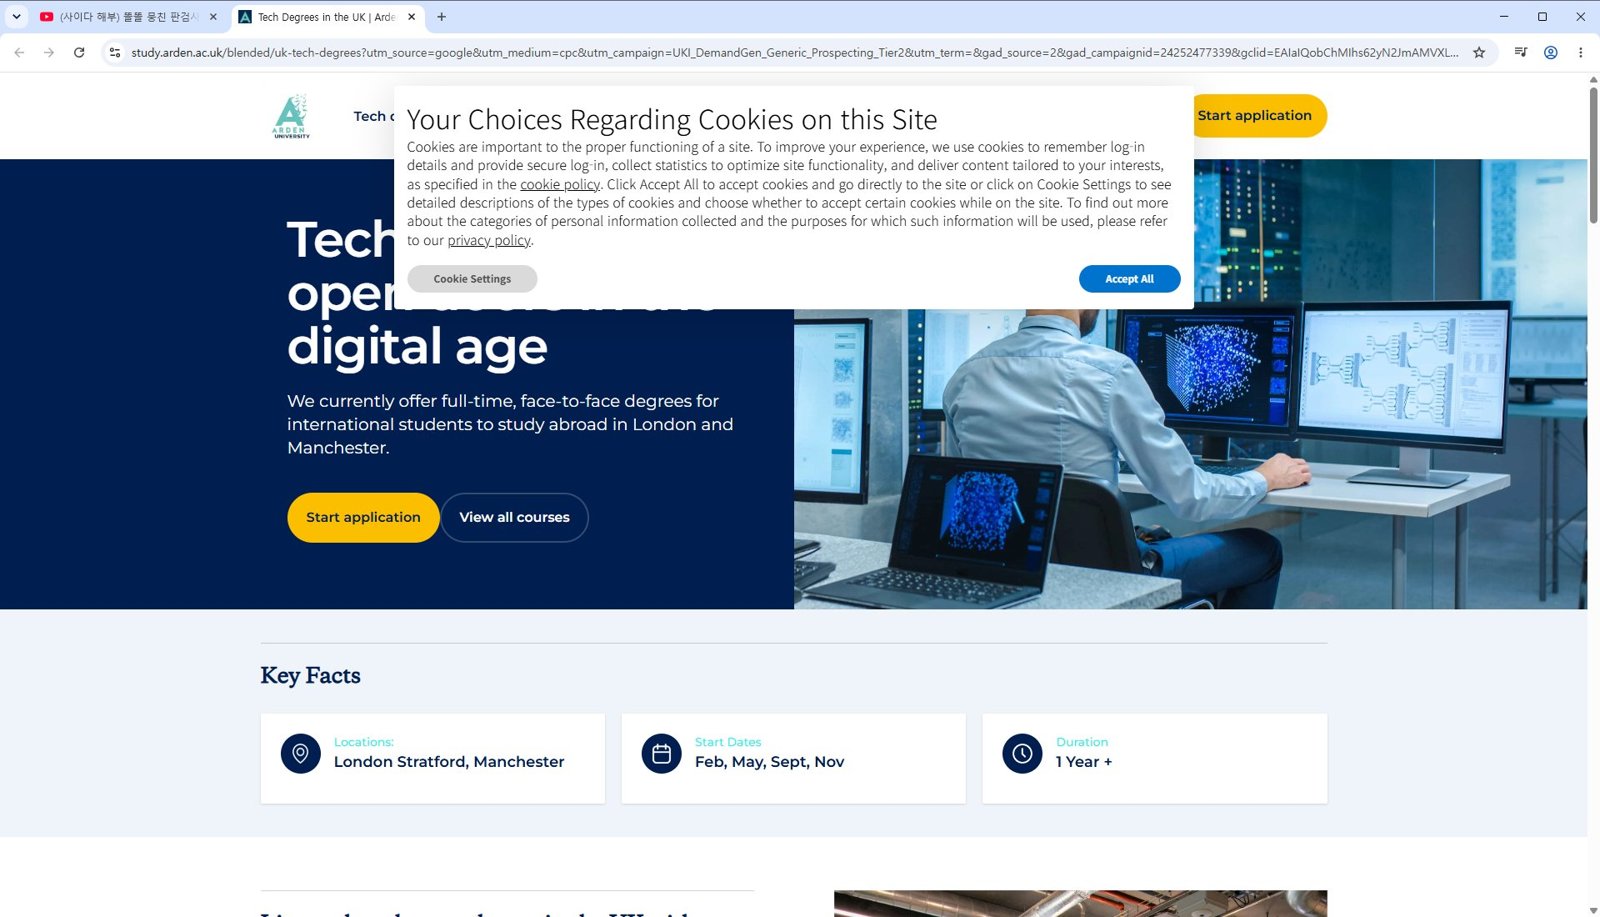 (사이다 해부) 똘똘 뭉친 판검사
Tech Degrees in the UK | Arde
study.arden.ac.uk/blended/uk-tech-degrees?utm_source=google&utm_medium=cpc&utm_campaign=UKI_DemandGen_Generic_Prospecting_Tier2&utm_term=&gad_source=2&gad_campaignid=24252477339&gclid=EAIaIQobChMIhs62yN2JmAMVXL...
ARDEN
UNIVERSITY
Tech
Start application
Your Choices Regarding Cookies on this Site
Cookies are important to the proper functioning of a site. To improve your experience, we use cookies to remember log-in
details and provide secure log-in, collect statistics to optimize site functionality, and deliver content tailored to your interests,
as specified in the cookie policy. Click Accept All to accept cookies and go directly to the site or click on Cookie Settings to see
detailed descriptions of the types of cookies and choose whether to accept certain cookies while on the site. To find out more
about the categories of personal information collected and the purposes for which such information will be used, please refer
to our privacy policy.
Cookie Settings
Accept All
Tech
open doors in the
digital age
We currently offer full-time, face-to-face degrees for
international students to study abroad in London and
Manchester.
Start application
View all courses
Key Facts
Locations:
London Stratford, Manchester
Start Dates
Feb, May, Sept, Nov
Duration
1 Year +